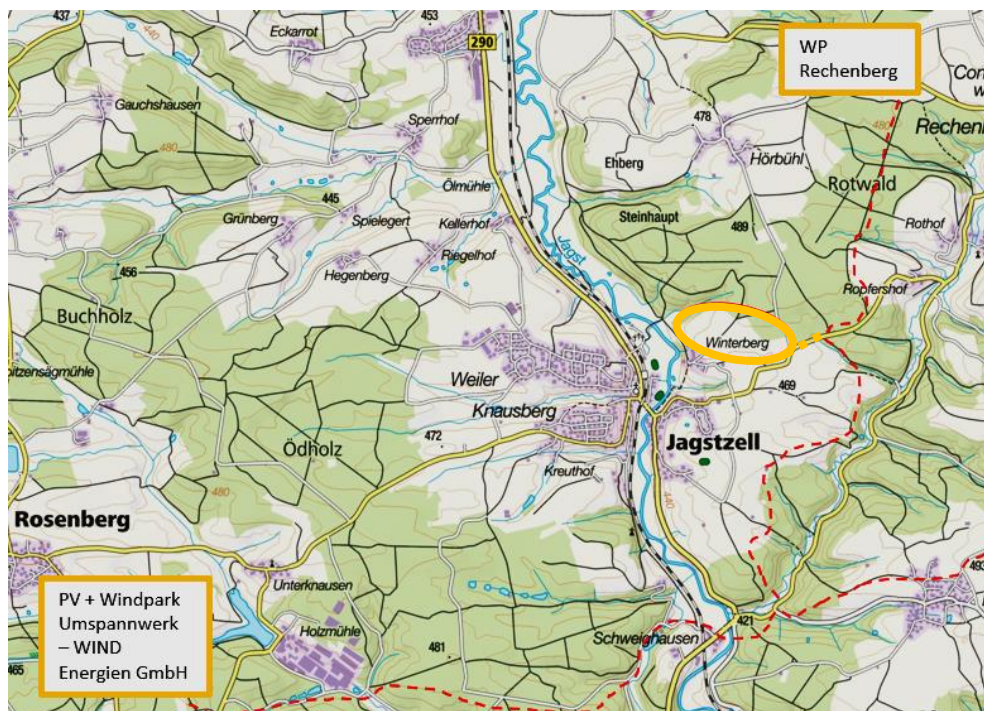 437
440
453
290
Eckarrot
WP
Rechenberg
Gauchshausen
Sperrhof
478
480
480
Hörbühl
Ehberg
Rotwald
Ölmühle
445
Grünberg
Spielegert
Kellerhof
Steinhaupt
489
Rothof
Jagst
Riegelhof
Hegenberg
456
Ropfershof
Buchholz
Winterberg
Weiler
469
Knausberg
472
Jagstzell
Ödholz
Kreuthof
480
440
Rosenberg
Unterknausen
493
PV + Windpark
Umspannwerk
– WIND
Energien GmbH
Holzmühle
421
Schweighausen
481
465